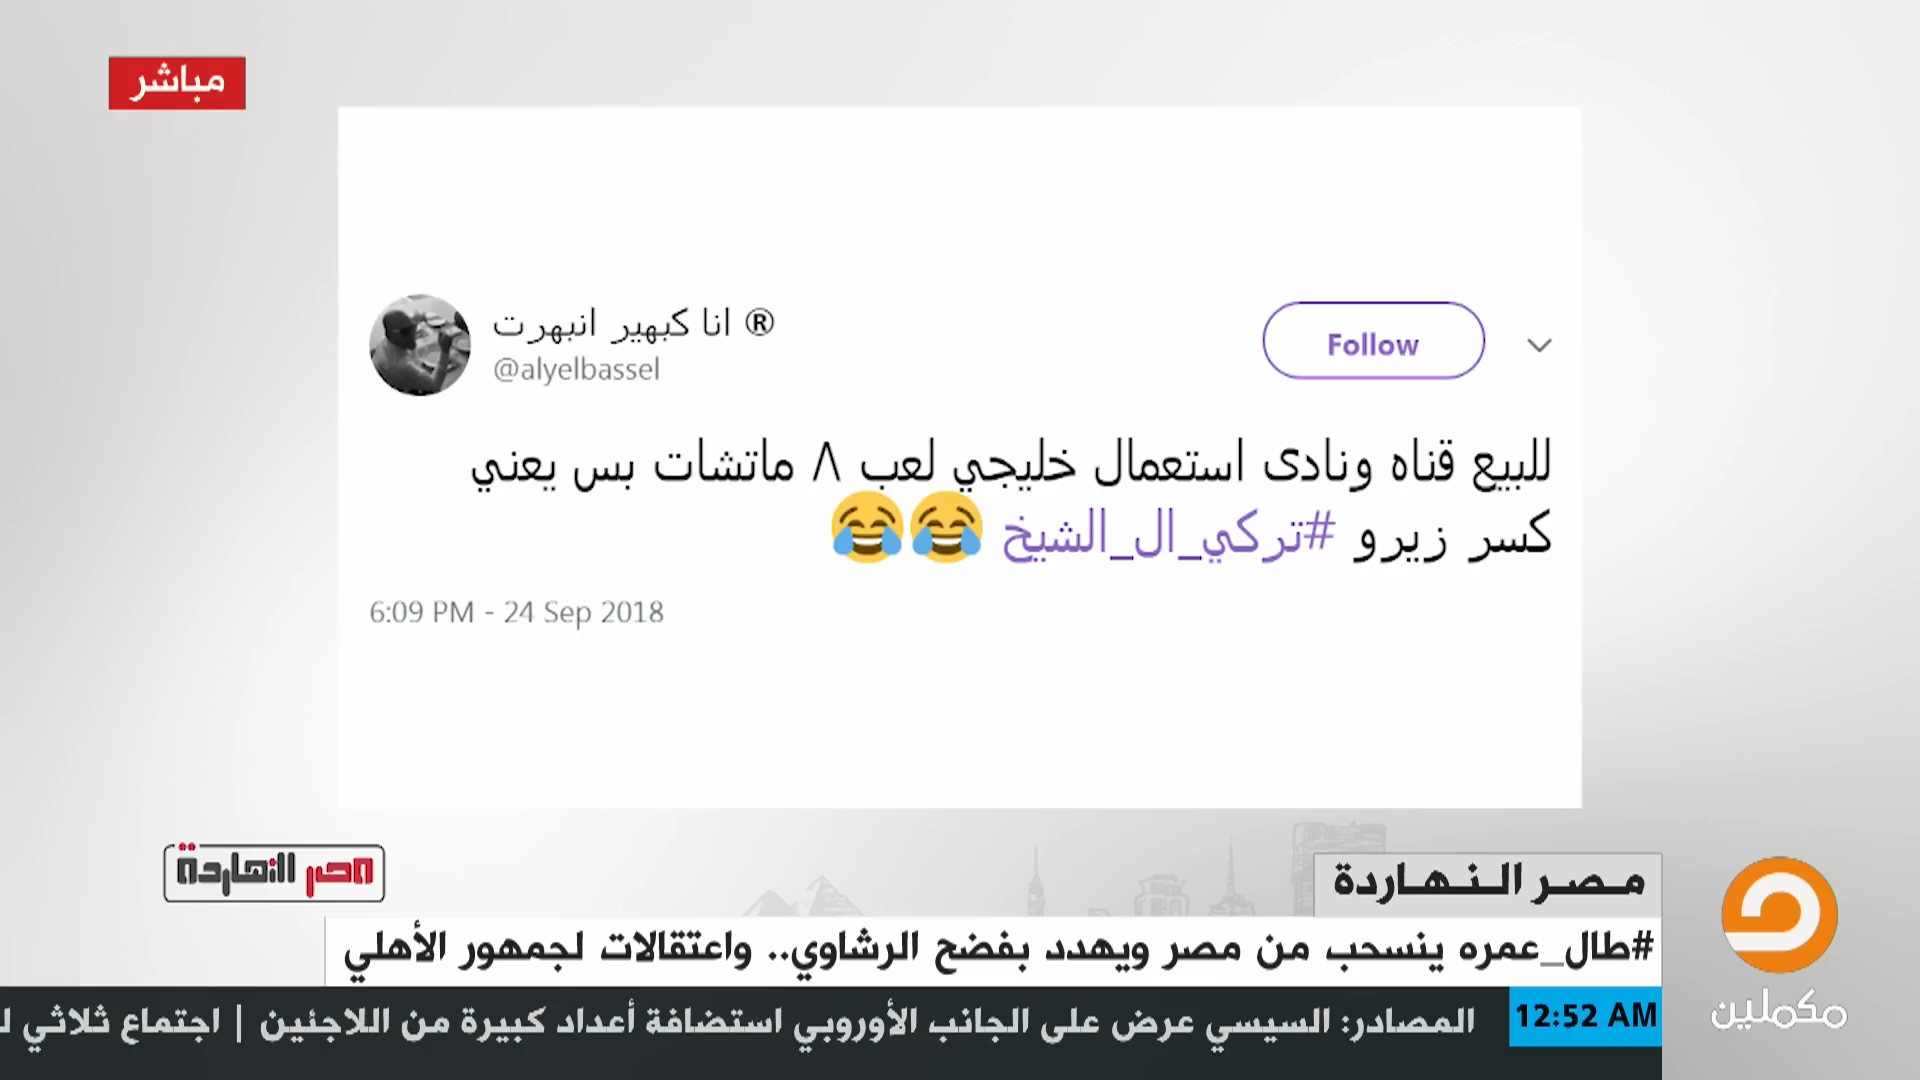 مباشر
® انا كبهير انبهرت
@alyelbassel
Follow
للبيع قناه ونادى استعمال خليجي لعب ٨ ماتشات بس يعني
كسر زيرو #تركي_ال_الشيخ 😂😂
6:09 PM - 24 Sep 2018
مصر النهاردة
مصر النهاردة
#طال_عمره ينسحب من مصر ويهدد بفضح الرشاوي.. واعتقالات لجمهور الأهلي
12:52 AM
المصادر: السيسي عرض على الجانب الأوروبي استضافة أعداد كبيرة من اللاجئين | اجتماع ثلاثي ل
مكملين